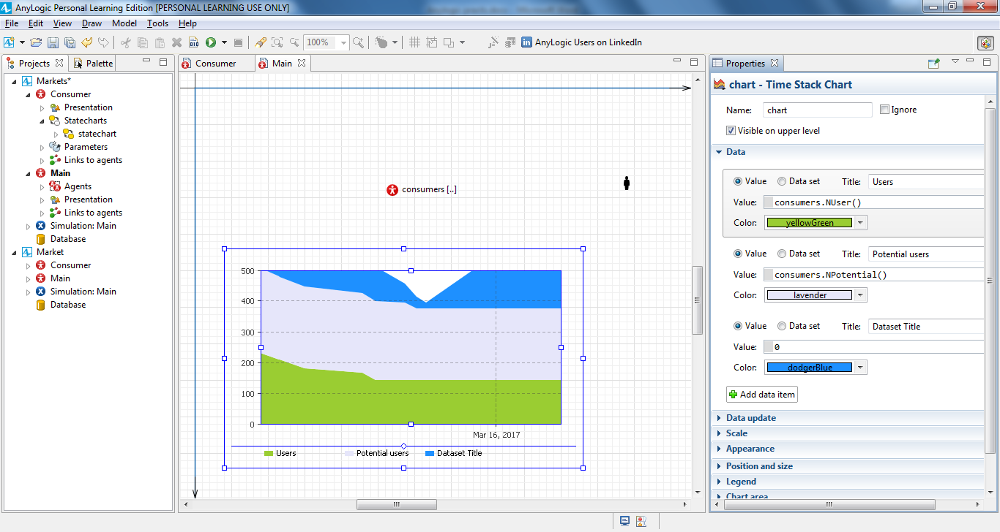 AnyLogic Personal Learning Edition [PERSONAL LEARNING USE ONLY]
File Edit View Draw Model Tools Help
100% AnyLogic Users on LinkedIn
Projects Palette
Markets*
Consumer
Presentation
Statecharts
statechart
Parameters
Links to agents
Main
Agents
Presentation
Links to agents
Simulation: Main
Database
Market
Consumer
Main
Simulation: Main
Database
Consumer Main
consumers [..]
500
400
300
200
100
0
Mar 16, 2017
Users Potential users Dataset Title
Properties
chart - Time Stack Chart
Name: chart Ignore
Visible on upper level
Data
Value Data set Title: Users
Value: consumers.NUser()
Color: yellowGreen
Value Data set Title: Potential users
Value: consumers.NPotential()
Color: lavender
Value Data set Title: Dataset Title
Value: 0
Color: dodgerBlue
Add data item
Data update
Scale
Appearance
Position and size
Legend
Chart area